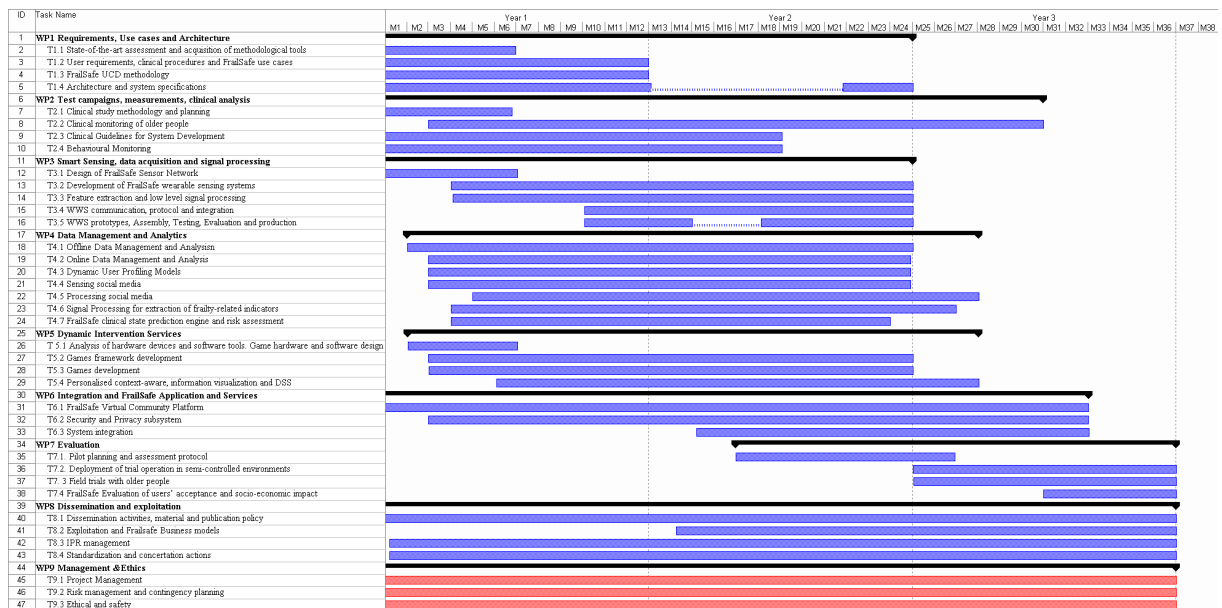 ID Task Name Year 1 Year 2 Year 3
M1 M2 M3 M4 M5 M6 M7 M8 M9 M10 M11 M12 M13 M14 M15 M16 M17 M18 M19 M20 M21 M22 M23 M24 M25 M26 M27 M28 M29 M30 M31 M32 M33 M34 M35 M36 M37 M38
1 WP1 Requirements, Use cases and Architecture
2 T1.1 State-of-the-art assessment and acquisition of methodological tools
3 T1.2 User requirements, clinical procedures and FrailSafe use cases
4 T1.3 FrailSafe UCD methodology
5 T1.4 Architecture and system specifications
6 WP2 Test campaigns, measurements, clinical analysis
7 T2.1 Clinical study methodology and planning
8 T2.2 Clinical monitoring of older people
9 T2.3 Clinical Guidelines for System Development
10 T2.4 Behavioural Monitoring
11 WP3 Smart Sensing, data acquisition and signal processing
12 T3.1 Design of FrailSafe Sensor Network
13 T3.2 Development of FrailSafe wearable sensing systems
14 T3.3 Feature extraction and low level signal processing
15 T3.4 WWS communication, protocol and integration
16 T3.5 WWS prototypes, Assembly, Testing, Evaluation and production
17 WP4 Data Management and Analytics
18 T4.1 Offline Data Management and Analysisn
19 T4.2 Online Data Management and Analysis
20 T4.3 Dynamic User Profiling Models
21 T4.4 Sensing social media
22 T4.5 Processing social media
23 T4.6 Signal Processing for extraction of frailty-related indicators
24 T4.7 FrailSafe clinical state prediction engine and risk assessment
25 WP5 Dynamic Intervention Services
26 T 5.1 Analysis of hardware devices and software tools. Game hardware and software design
27 T5.2 Games framework development
28 T5.3 Games development
29 T5.4 Personalised context-aware, information visualization and DSS
30 WP6 Integration and FrailSafe Application and Services
31 T6.1 FrailSafe Virtual Community Platform
32 T6.2 Security and Privacy subsystem
33 T6.3 System integration
34 WP7 Evaluation
35 T7.1. Pilot planning and assessment protocol
36 T7.2. Deployment of trial operation in semi-controlled environments
37 T7. 3 Field trials with older people
38 T7.4 FrailSafe Evaluation of users' acceptance and socio-economic impact
39 WP8 Dissemination and exploitation
40 T8.1 Dissemination activities, material and publication policy
41 T8.2 Exploitation and Frailsafe Business models
42 T8.3 IPR management
43 T8.4 Standardization and concertation actions
44 WP9 Management &Ethics
45 T9.1 Project Management
46 T9.2 Risk management and contingency planning
47 T9.3 Ethical and safety